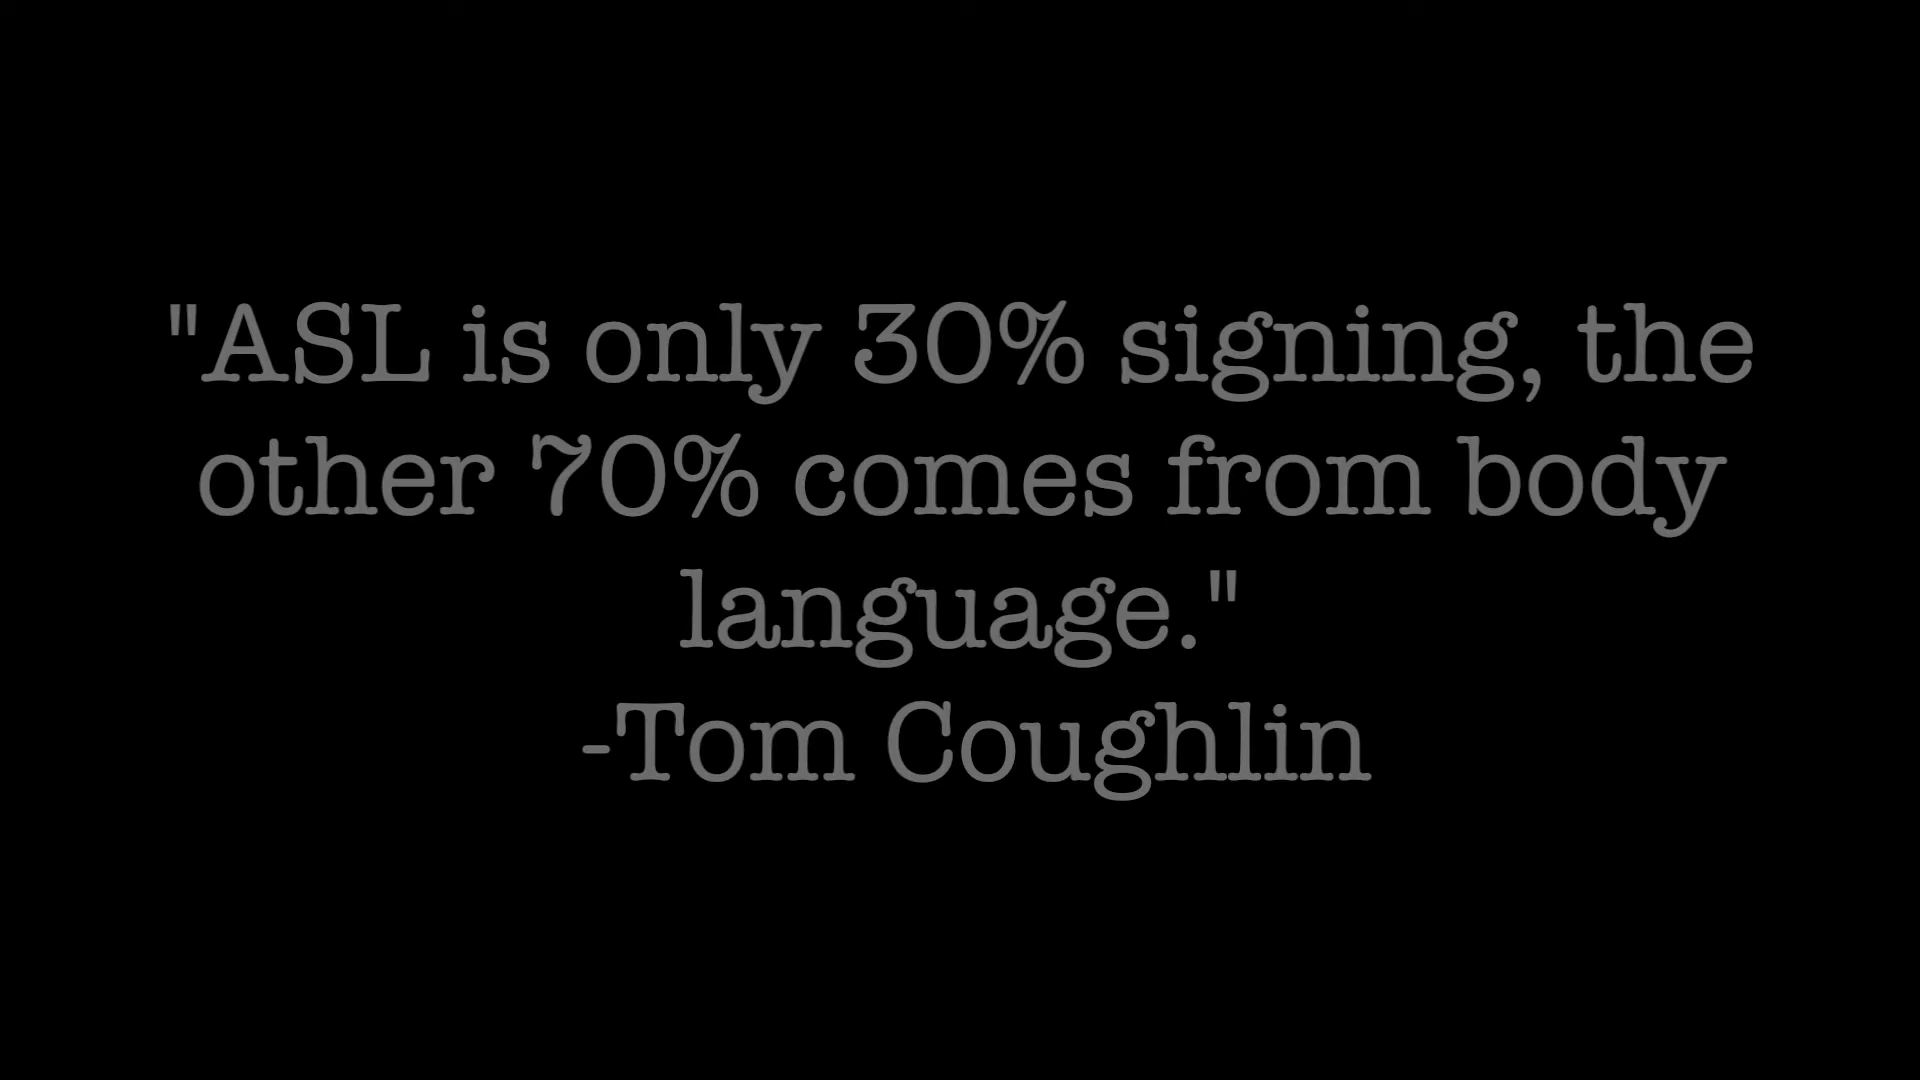 "ASL is only 30% signing, the
other 70% comes from body
language."
-Tom Coughlin